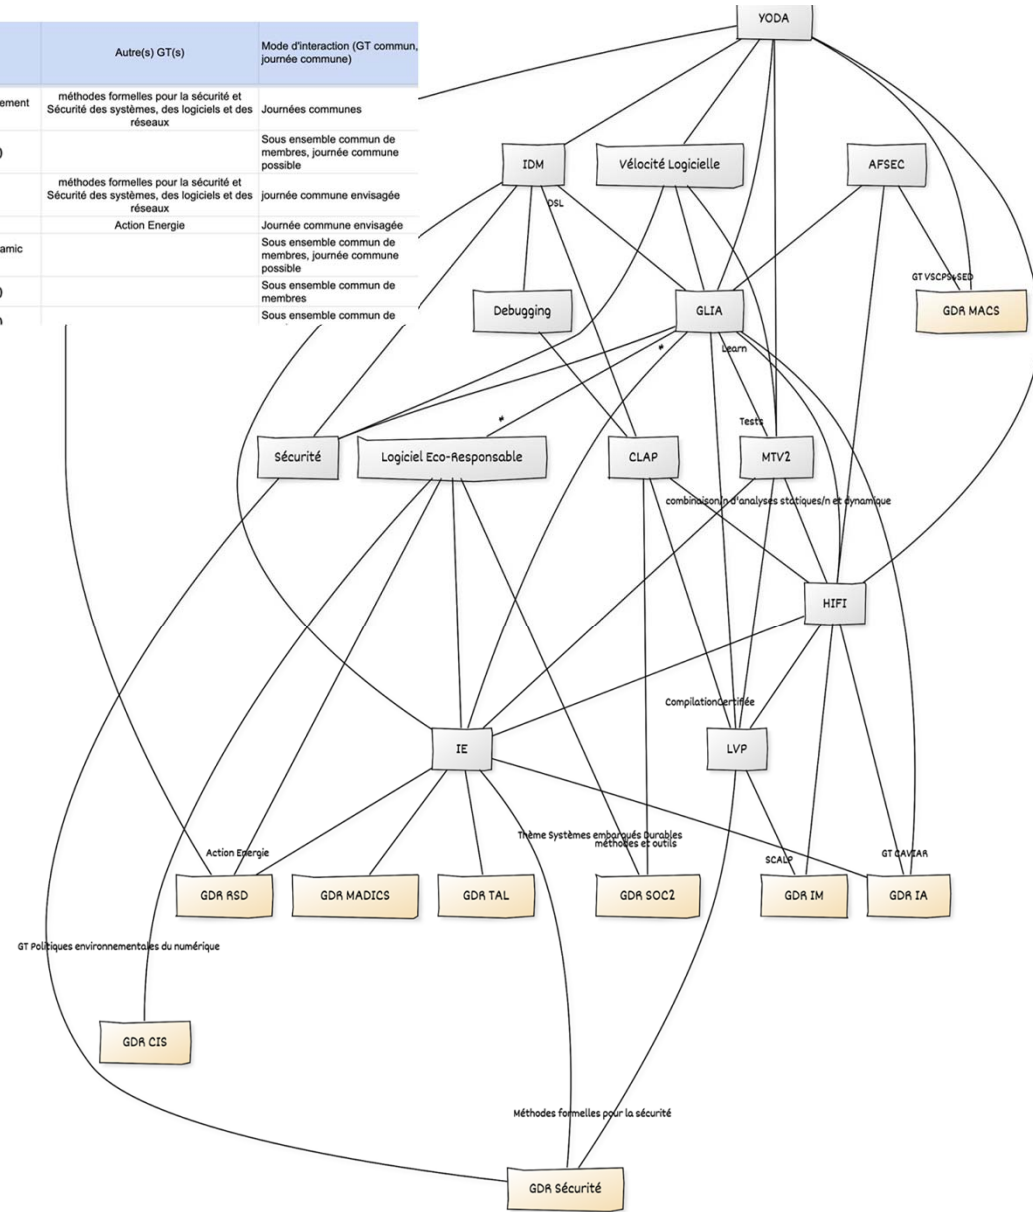 YODA
Autre(s) GT(s)
Mode d'interaction (GT commun,
journée commune)
méthodes formelles pour la sécurité et
Sécurité des systèmes, des logiciels et des
réseaux
Journées communes
Sous ensemble commun de
membres, journée commune
possible
méthodes formelles pour la sécurité et
Sécurité des systèmes, des logiciels et des
réseaux
journée commune envisagée
Action Energie
Journée commune envisagée
Sous ensemble commun de
membres, journée commune
possible
Sous ensemble commun de
membres
Sous ensemble commun de
IDM
Vélocité Logicielle
AFSEC
DSL
GT VSCPS4SED
Debugging
GLIA
GDR MACS
*
Learn
*
Tests
Sécurité
Logiciel Eco-Responsable
CLAP
MTV2
combinaison/n d'analyses statiques/n et dynamique
HIFI
CompilationCertifiée
IE
LVP
Thème Systèmes embarqués Durables
méthodes et outils
Action Energie
SCALP
GT CAVIAR
GDR RSD
GDR MADICS
GDR TAL
GDR SOC2
GDR IM
GDR IA
GT Politiques environnementales du numérique
GDR CIS
Méthodes formelles pour la sécurité
GDR Sécurité